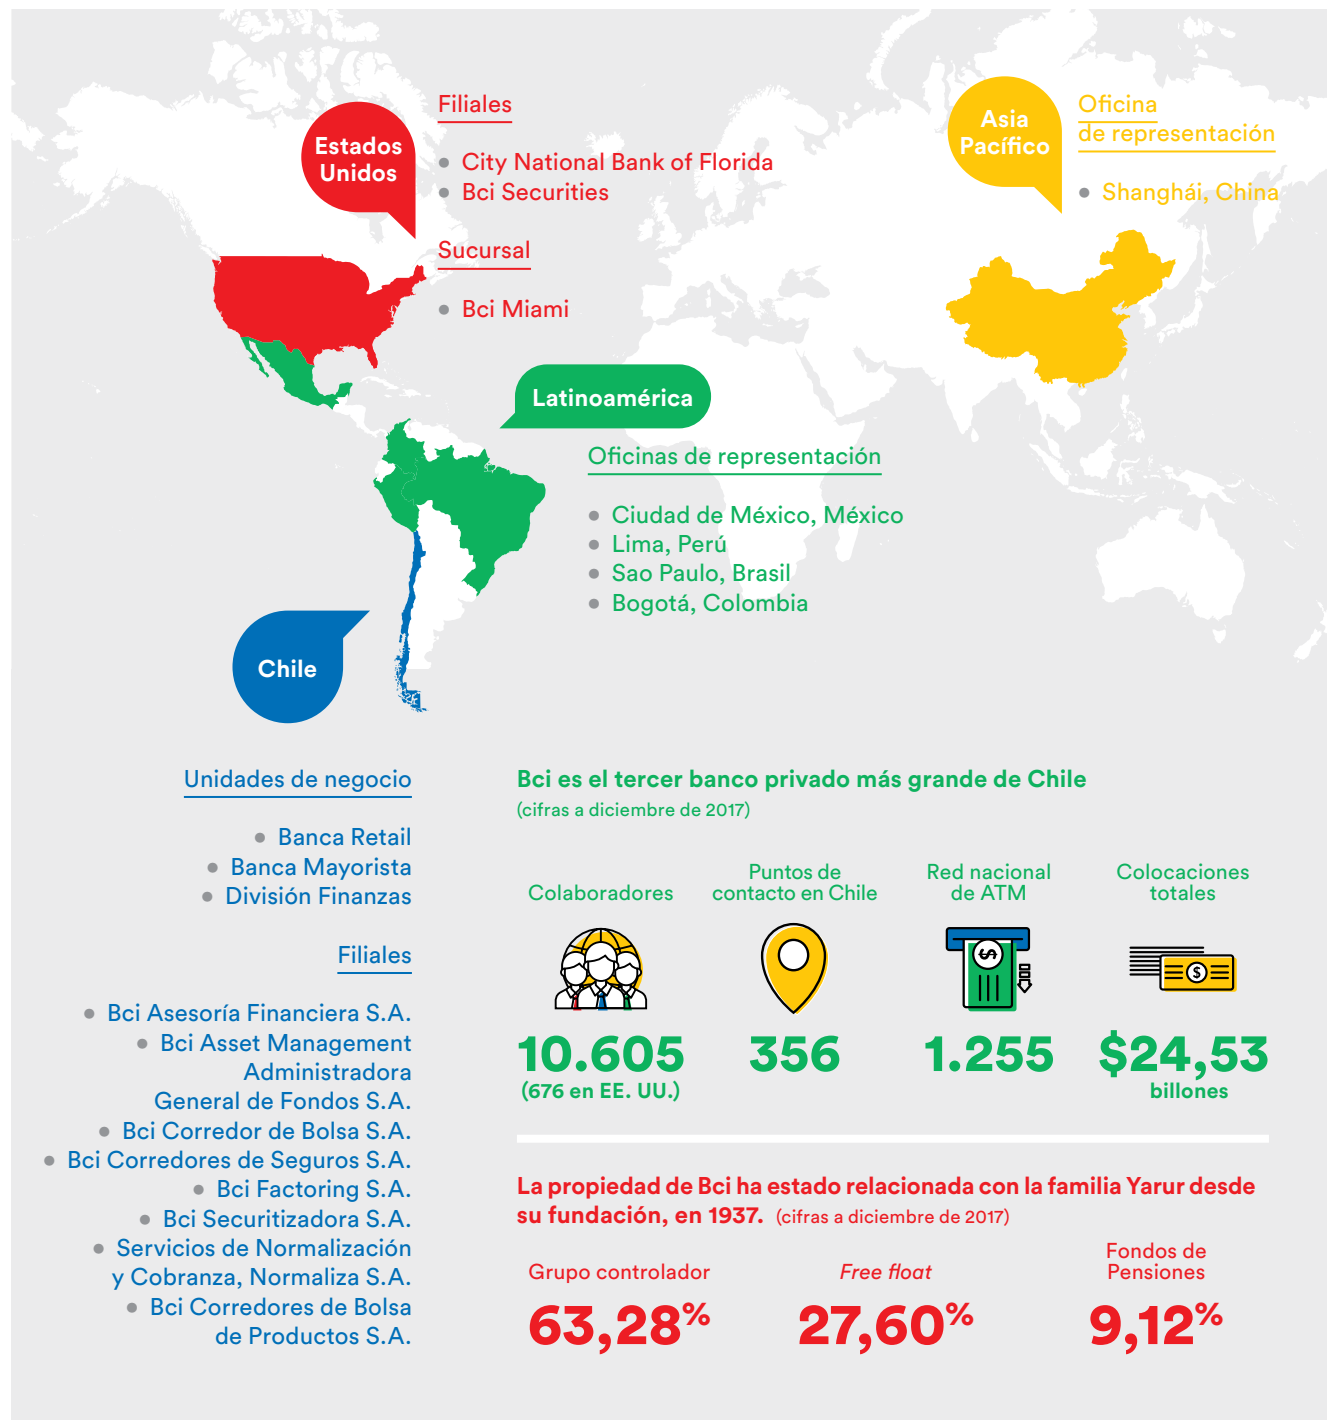 Estados
Unidos
Filiales
City National Bank of Florida
Bci Securities
Sucursal
Bci Miami
Asia
Pacífico
Oficina
de representación
Shanghái, China
Latinoamérica
Oficinas de representación
Ciudad de México, México
Lima, Perú
Sao Paulo, Brasil
Bogotá, Colombia
Chile
Unidades de negocio
Banca Retail
Banca Mayorista
División Finanzas
Filiales
Bci Asesoría Financiera S.A.
Bci Asset Management
Administradora
General de Fondos S.A.
Bci Corredor de Bolsa S.A.
Bci Corredores de Seguros S.A.
Bci Factoring S.A.
Bci Securitizadora S.A.
Servicios de Normalización
y Cobranza, Normaliza S.A.
Bci Corredores de Bolsa
de Productos S.A.
Bci es el tercer banco privado más grande de Chile
(cifras a diciembre de 2017)
Colaboradores
10.605
(676 en EE. UU.)
Puntos de
contacto en Chile
356
Red nacional
de ATM
$
1.255
Colocaciones
totales
$
$24,53
billones
La propiedad de Bci ha estado relacionada con la familia Yarur desde
su fundación, en 1937. (cifras a diciembre de 2017)
Grupo controlador
63,28%
Free float
27,60%
Fondos de
Pensiones
9,12%